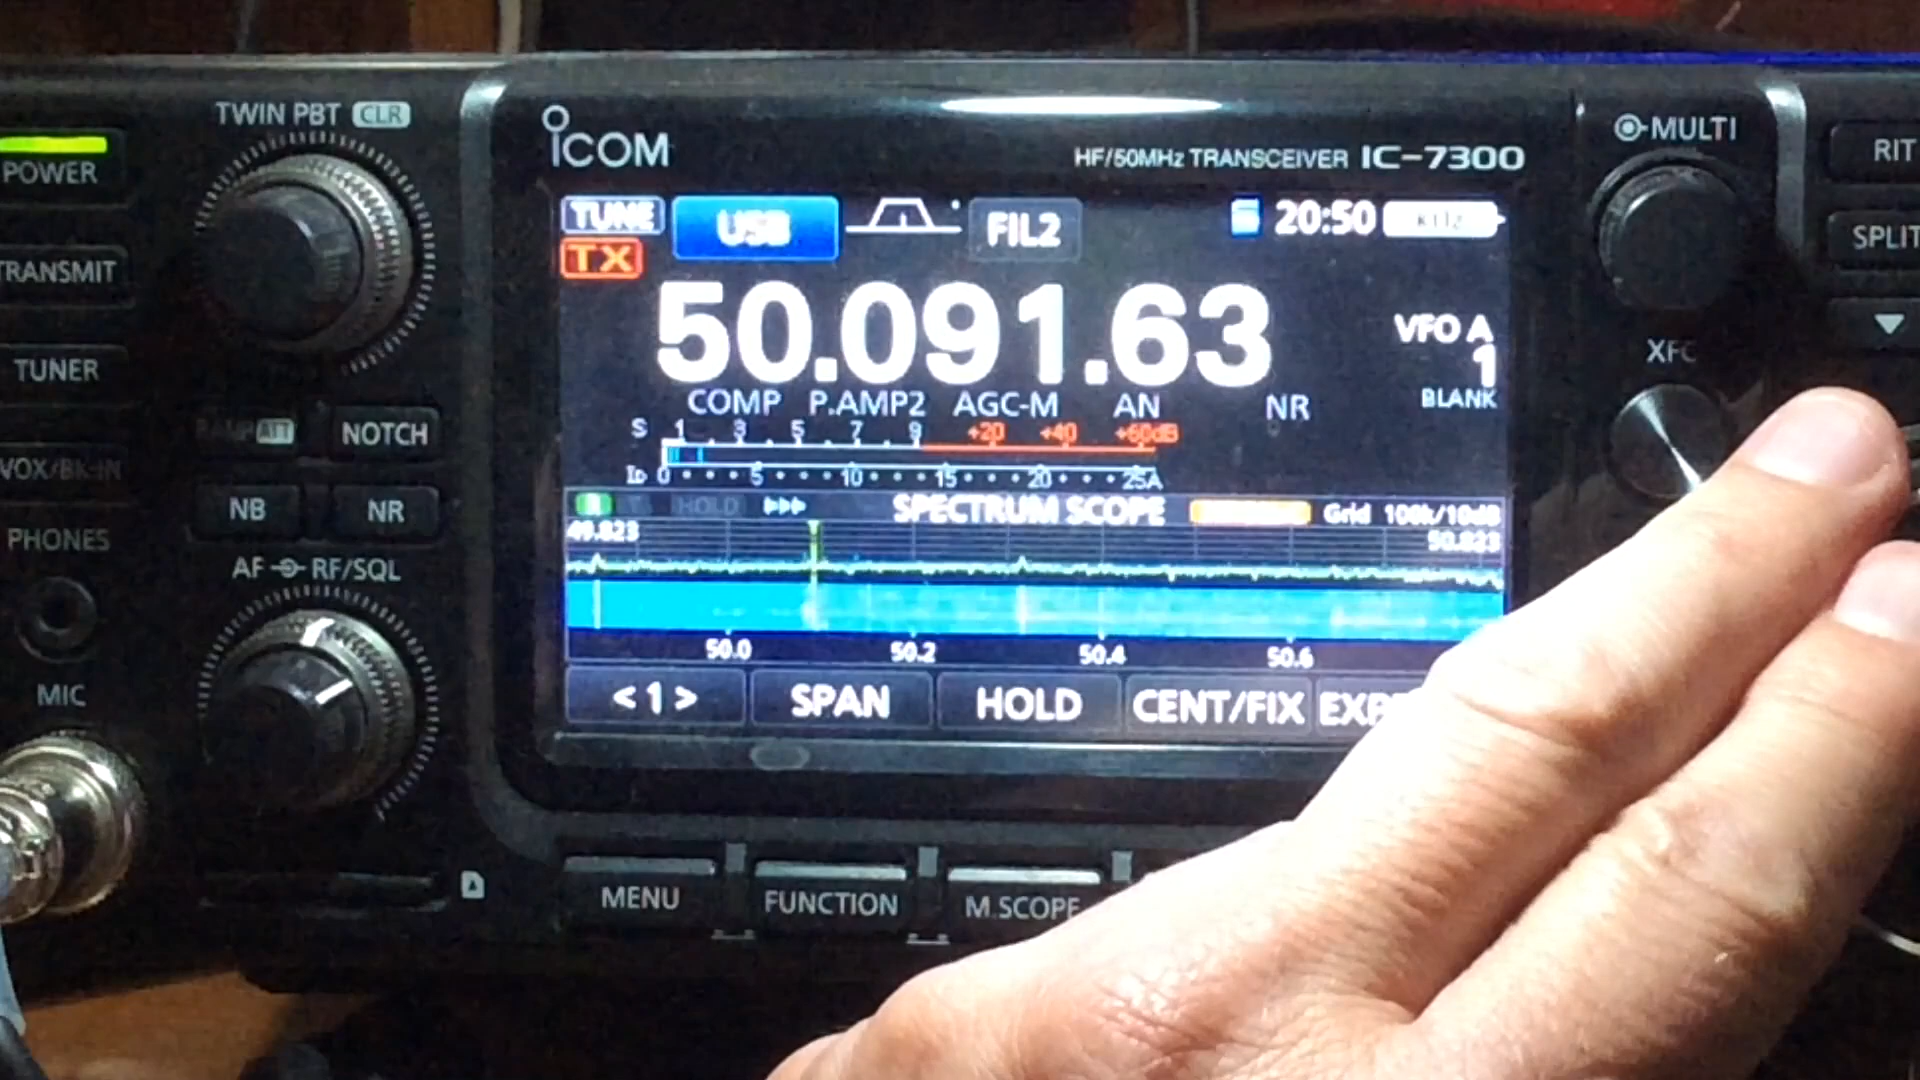 TWIN PBT CLR
POWER
TRANSMIT
TUNER
P.AMP ATT
NOTCH
VOX/BK-IN
NB
NR
PHONES
AF RF/SQL
MIC
ICOM
HF/50MHz TRANSCEIVER IC-7300
TUNE
USB
FIL2
20:50
TX
50.091.63
VFO A
1
BLANK
COMP P.AMP2 AGC-M AN NR
S 1 3 5 7 9 +20 +40 +60dB
ID 0 5 10 15 20 25A
HOLD
SPECTRUM SCOPE
Grid 100k/10dB
49.823
50.823
50.0 50.2 50.4 50.6
<1>
SPAN
HOLD
CENT/FIX
EXP
MENU
FUNCTION
M.SCOPE
MULTI
XFC
RIT
SPLIT